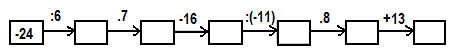 -24 :6 .7 -16 :(-11) .8 +13